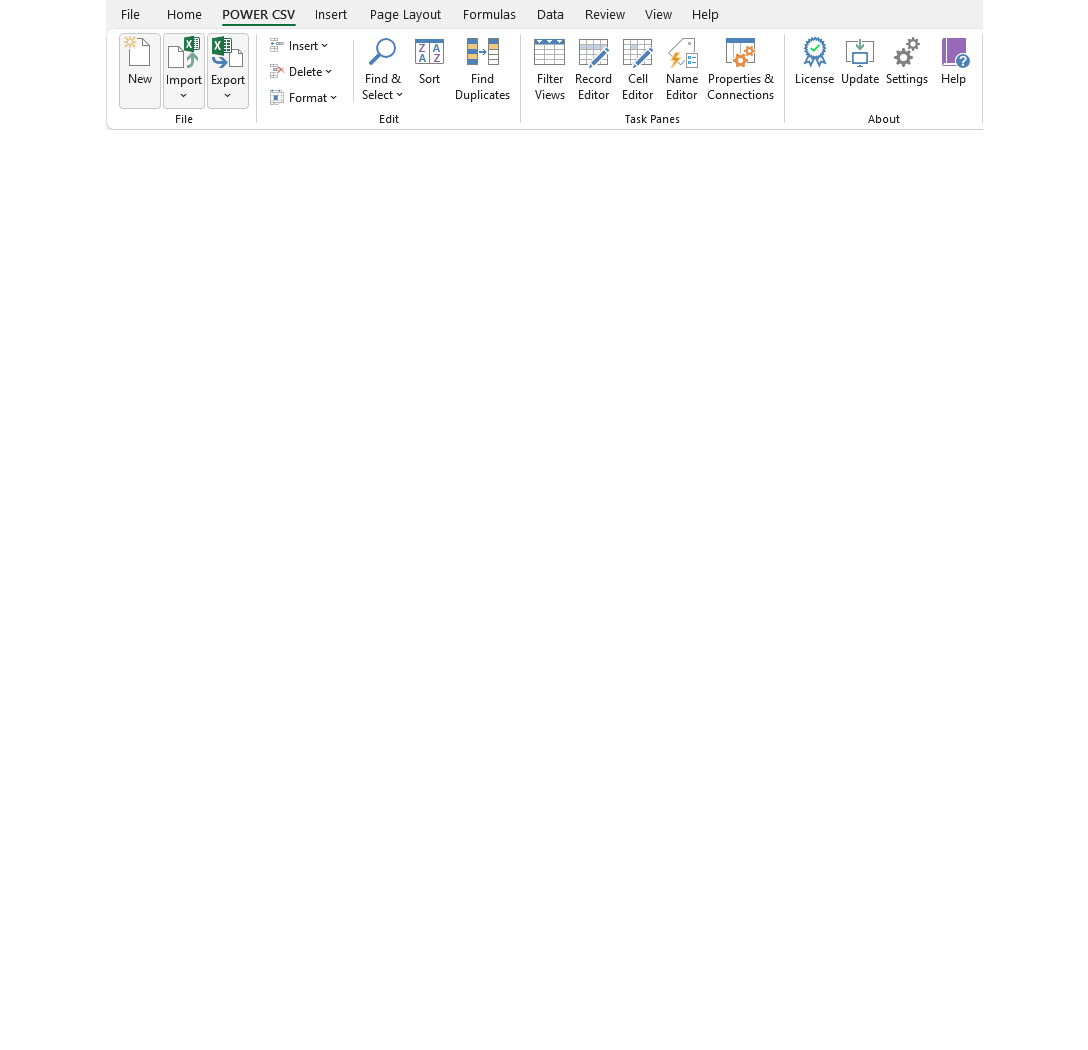 File Home POWER CSV Insert Page Layout Formulas Data Review View Help
New
Import
Export
Insert
Delete
Format
Find &
Select
Sort
Find
Duplicates
Filter
Views
Record
Editor
Cell
Editor
Name
Editor
Properties &
Connections
License
Update
Settings
Help
File
Edit
Task Panes
About